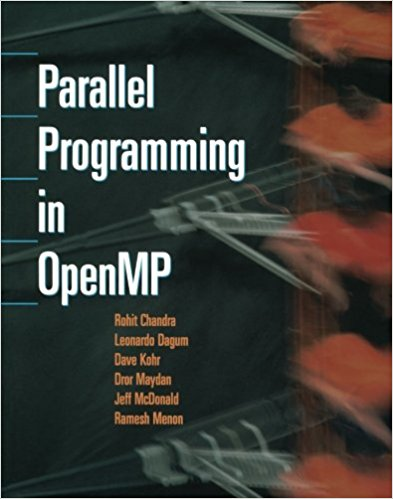 Parallel
Programming
in
OpenMP
Rohit Chandra
Leonardo Dagum
Dave Kohr
Dror Maydan
Jeff McDonald
Ramesh Menon